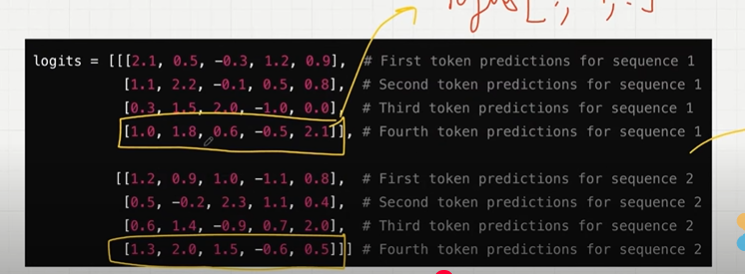 logits = [[[2.1, 0.5, -0.3, 1.2, 0.9], # First token predictions for sequence 1
[1.1, 2.2, -0.1, 0.5, 0.8], # Second token predictions for sequence 1
[0.3, 1.5, 2.0, -1.0, 0.0], # Third token predictions for sequence 1
[1.0, 1.8, 0.6, -0.5, 2.1]], # Fourth token predictions for sequence 1
[[1.2, 0.9, 1.0, -1.1, 0.8], # First token predictions for sequence 2
[0.5, -0.2, 2.3, 1.1, 0.4], # Second token predictions for sequence 2
[0.6, 1.4, -0.9, 0.7, 2.0], # Third token predictions for sequence 2
[1.3, 2.0, 1.5, -0.6, 0.5]]] # Fourth token predictions for sequence 2